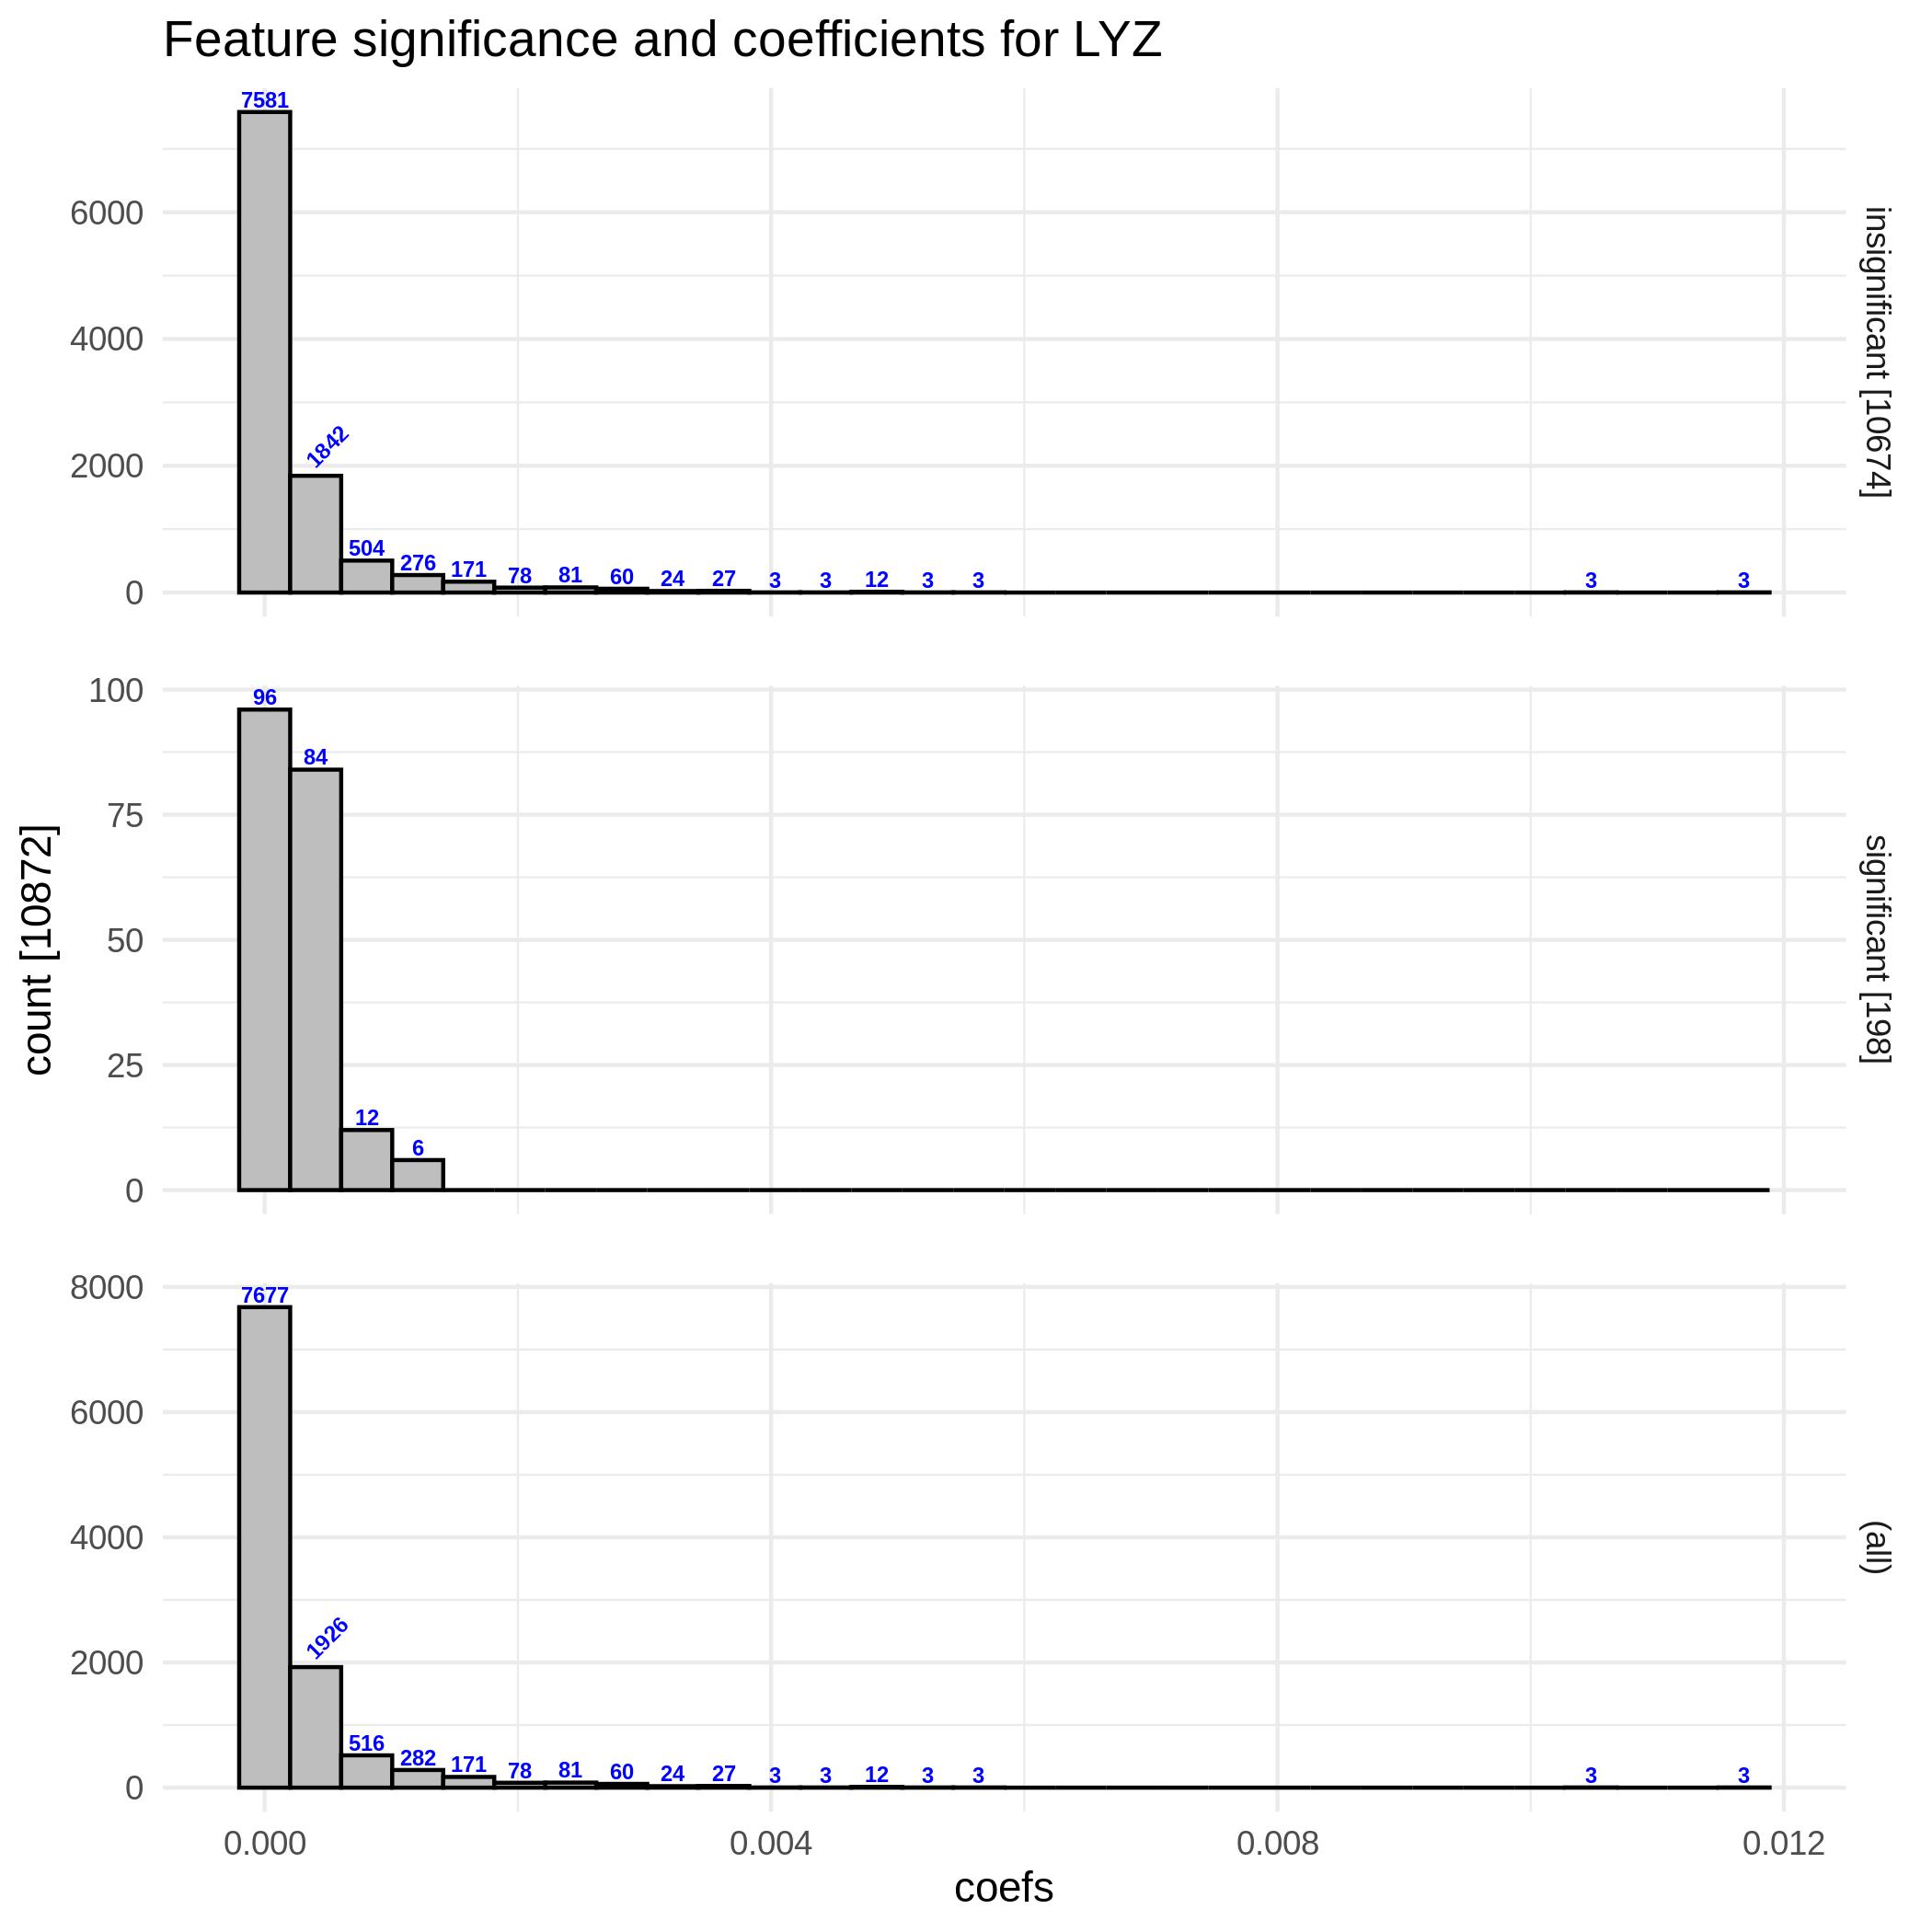 Feature significance and coefficients for LYZ
7581
1842
504 276 171 78 81 60 24 27 3 3 12 3 3 3 3
6000
4000
2000
0
insignificant [10674]
96
84
12
6
100
75
50
25
0
significant [198]
count [10872]
7677
1926
516 282 171 78 81 60 24 27 3 3 12 3 3 3 3
8000
6000
4000
2000
0
(all)
0.000 0.004 0.008 0.012
coefs